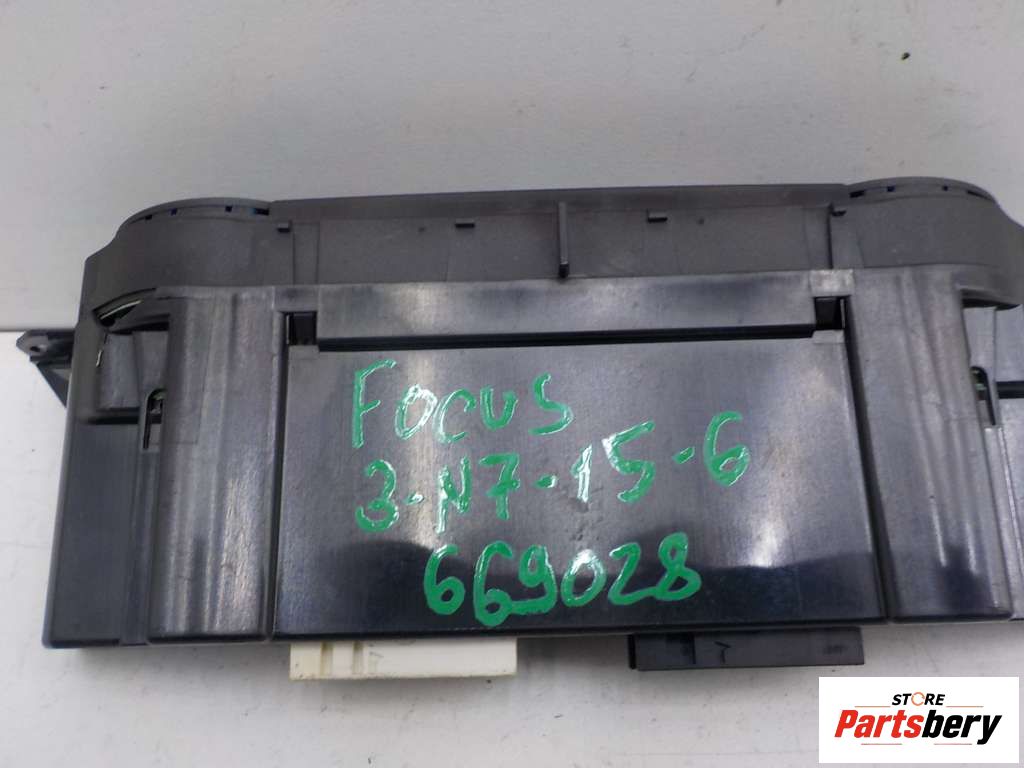 FOCUS
3-N7-15-6
669028
STORE
Partsbery